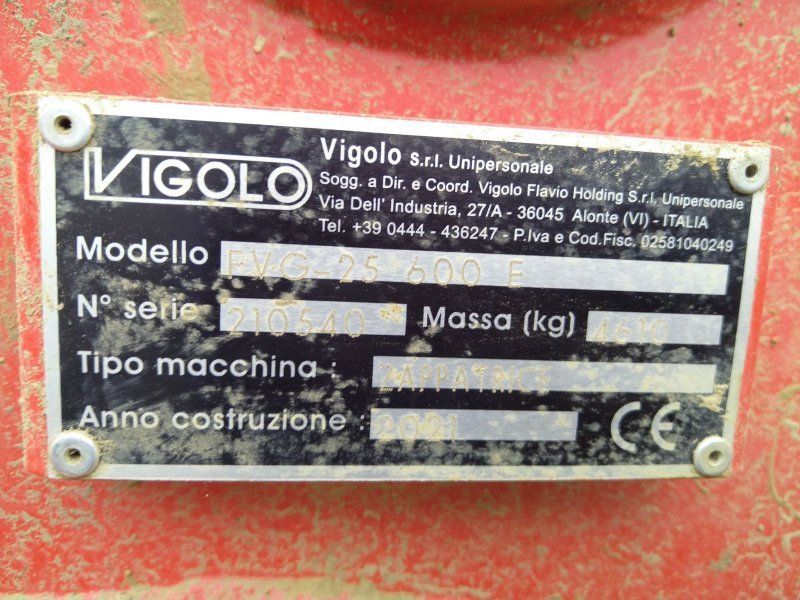 VIGOLO
Vigolo s.r.l. Unipersonale
Sogg. a Dir. e Coord. Vigolo Flavio Holding S.r.l. Unipersonale
Via Dell' Industria, 27/A - 36045 Alonte (VI) - ITALIA
Tel. +39 0444 - 436247 - P.Iva e Cod.Fisc. 02581040249
Modello PVG-25 600 E
N° serie 210540 Massa (kg) 4610
Tipo macchina : ZAPPATRICE
Anno costruzione : 2021
CE